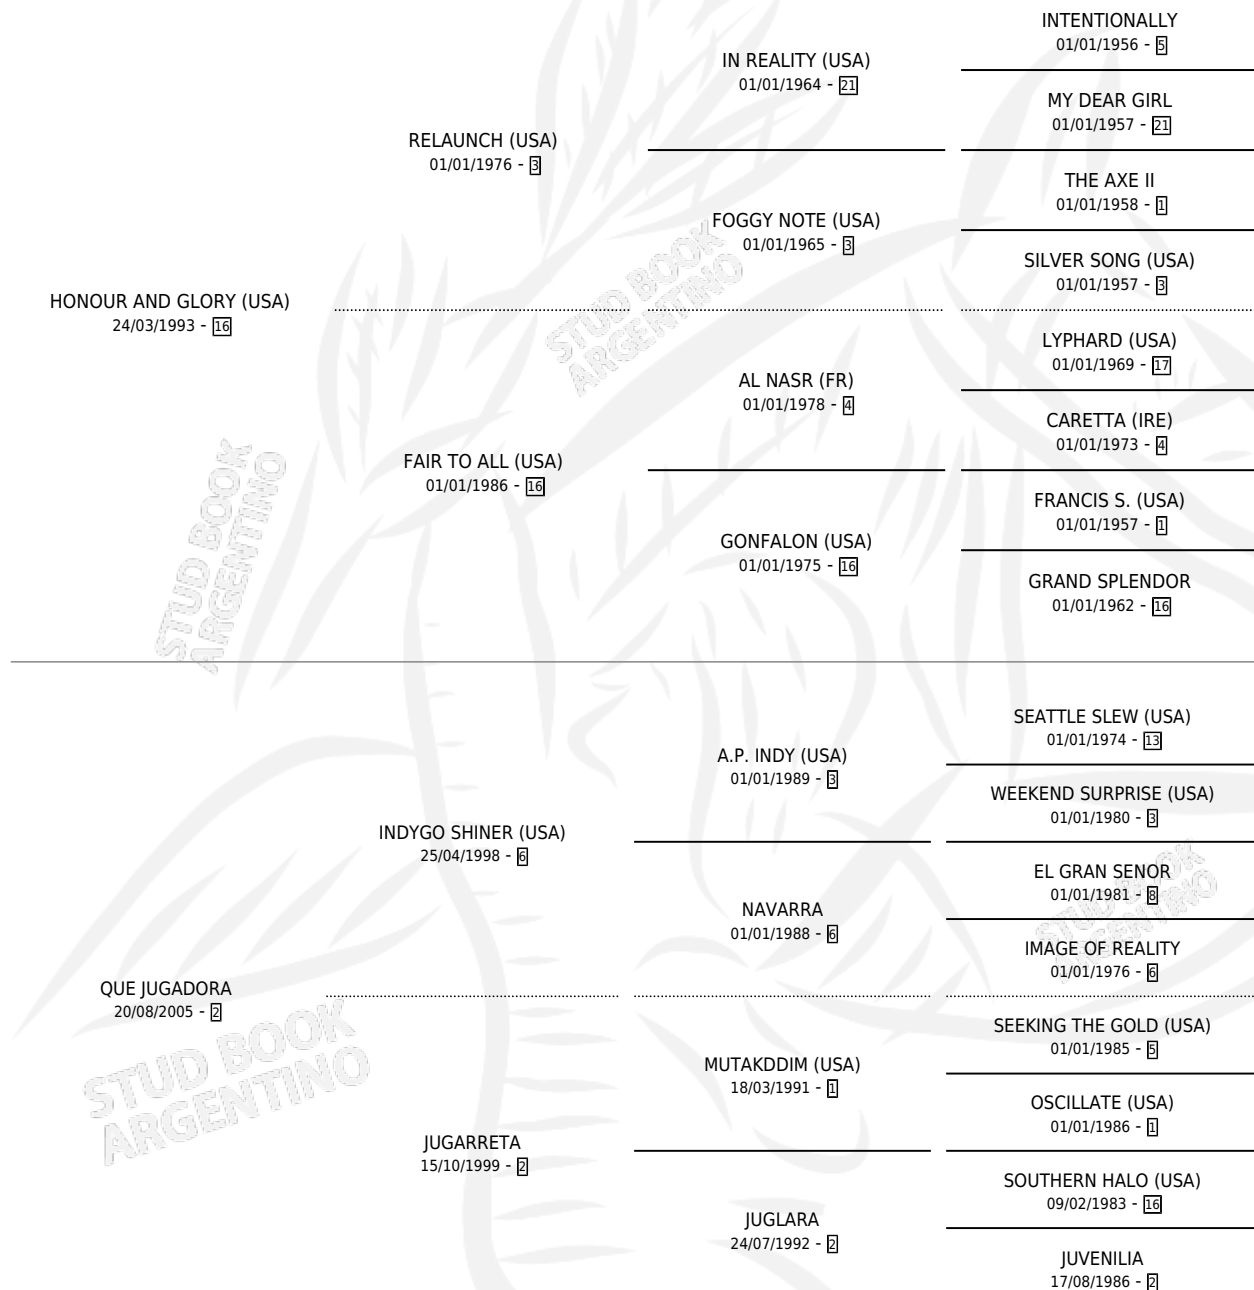 INTENTIONALLY
01/01/1956 - 5
IN REALITY (USA)
01/01/1964 - 21
MY DEAR GIRL
01/01/1957 - 21
RELAUNCH (USA)
01/01/1976 - 3
THE AXE II
01/01/1958 - 1
FOGGY NOTE (USA)
01/01/1965 - 3
SILVER SONG (USA)
01/01/1957 - 3
HONOUR AND GLORY (USA)
24/03/1993 - 16
LYPHARD (USA)
01/01/1969 - 17
AL NASR (FR)
01/01/1978 - 4
CARETTA (IRE)
01/01/1973 - 4
FAIR TO ALL (USA)
01/01/1986 - 16
FRANCIS S. (USA)
01/01/1957 - 1
GONFALON (USA)
01/01/1975 - 16
GRAND SPLENDOR
01/01/1962 - 16
SEATTLE SLEW (USA)
01/01/1974 - 13
A.P. INDY (USA)
01/01/1989 - 3
WEEKEND SURPRISE (USA)
01/01/1980 - 3
INDYGO SHINER (USA)
25/04/1998 - 6
EL GRAN SENOR
01/01/1981 - 8
NAVARRA
01/01/1988 - 6
IMAGE OF REALITY
01/01/1976 - 6
QUE JUGADORA
20/08/2005 - 2
SEEKING THE GOLD (USA)
01/01/1985 - 5
MUTAKDDIM (USA)
18/03/1991 - 1
OSCILLATE (USA)
01/01/1986 - 1
JUGARRETA
15/10/1999 - 2
SOUTHERN HALO (USA)
09/02/1983 - 16
JUGLARA
24/07/1992 - 2
JUVENILIA
17/08/1986 - 2
STUD BOOK
ARGENTINO
STUD BOOK
ARGENTINO
STUD BOOK
ARGENTINO
STUD BOOK
ARGENTINO